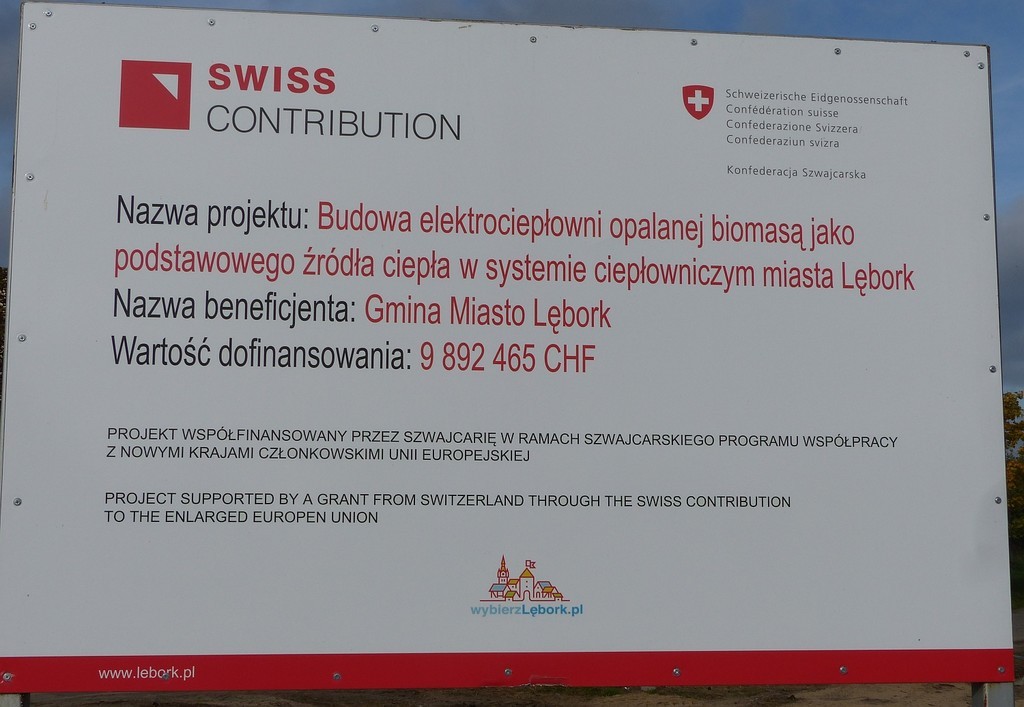 SWISS
CONTRIBUTION
Schweizerische Eidgenossenschaft
Confédération suisse
Confederazione Svizzera
Confederaziun svizra
Konfederacja Szwajcarska
Nazwa projektu: Budowa elektrociepłowni opalanej biomasą jako
podstawowego źródła ciepła w systemie ciepłowniczym miasta Lębork
Nazwa beneficjenta: Gmina Miasto Lębork
Wartość dofinansowania: 9 892 465 CHF
PROJEKT WSPÓŁFINANSOWANY PRZEZ SZWAJCARIĘ W RAMACH SZWAJCARSKIEGO PROGRAMU WSPÓŁPRACY
Z NOWYMI KRAJAMI CZŁONKOWSKIMI UNII EUROPEJSKIEJ
PROJECT SUPPORTED BY A GRANT FROM SWITZERLAND THROUGH THE SWISS CONTRIBUTION
TO THE ENLARGED EUROPEN UNION
wybierzLębork.pl
www.lebork.pl